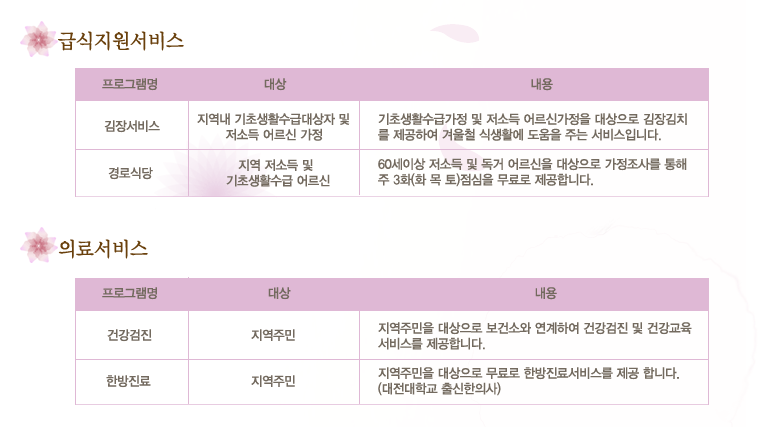 급식지원서비스
프로그램명 대상 내용
김장서비스
지역내 기초생활수급대상자 및
저소득 어르신 가정
기초생활수급가정 및 저소득 어르신가정을 대상으로 김장김치
를 제공하여 겨울철 식생활에 도움을 주는 서비스입니다.
경로식당
지역 저소득 및
기초생활수급 어르신
60세이상 저소득 및 독거 어르신을 대상으로 가정조사를 통해
주 3회(화 목 토)점심을 무료로 제공합니다.
의료서비스
프로그램명 대상 내용
건강검진
지역주민
지역주민을 대상으로 보건소와 연계하여 건강검진 및 건강교육
서비스를 제공합니다.
한방진료
지역주민
지역주민을 대상으로 무료로 한방진료서비스를 제공 합니다.
(대전대학교 출신한의사)